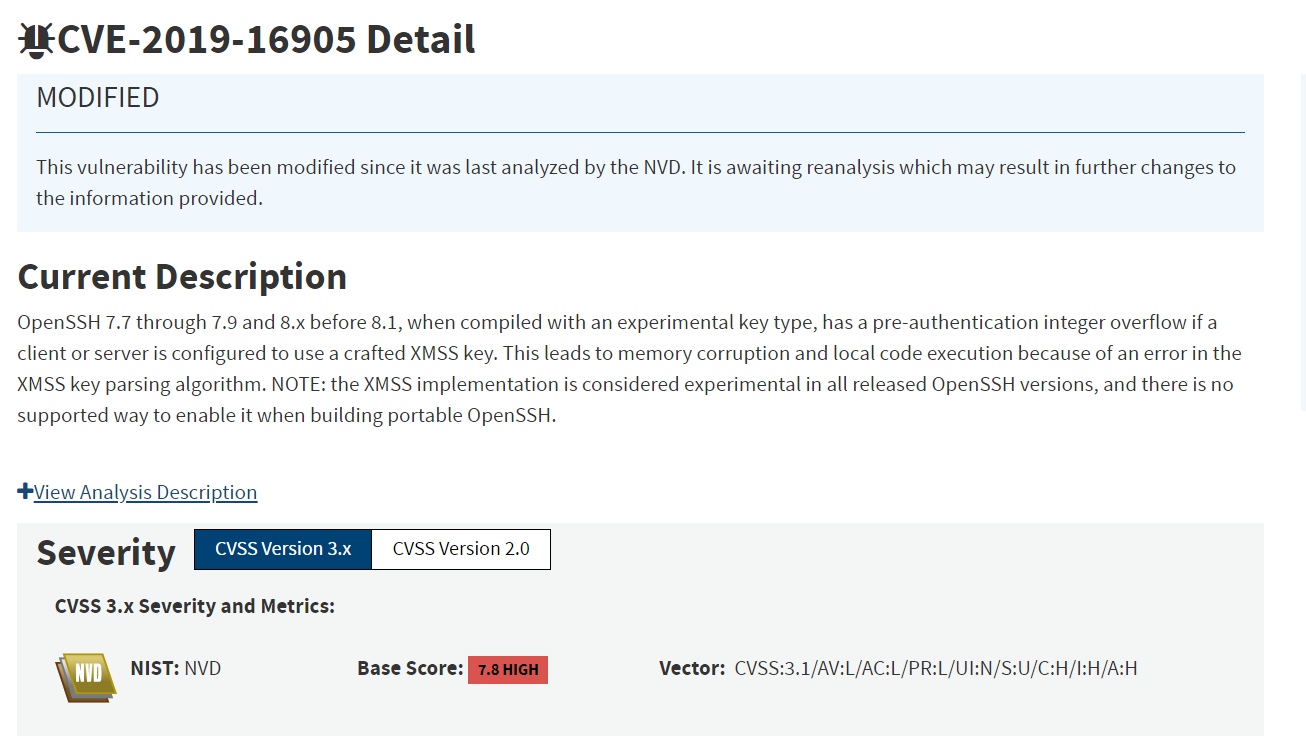 CVE-2019-16905 Detail
MODIFIED
This vulnerability has been modified since it was last analyzed by the NVD. It is awaiting reanalysis which may result in further changes to
the information provided.
Current Description
OpenSSH 7.7 through 7.9 and 8.x before 8.1, when compiled with an experimental key type, has a pre-authentication integer overflow if a
client or server is configured to use a crafted XMSS key. This leads to memory corruption and local code execution because of an error in the
XMSS key parsing algorithm. NOTE: the XMSS implementation is considered experimental in all released OpenSSH versions, and there is no
supported way to enable it when building portable OpenSSH.
View Analysis Description
Severity CVSS Version 3.x CVSS Version 2.0
CVSS 3.x Severity and Metrics:
NVD NIST: NVD Base Score: 7.8 HIGH Vector: CVSS:3.1/AV:L/AC:L/PR:L/UI:N/S:U/C:H/I:H/A:H